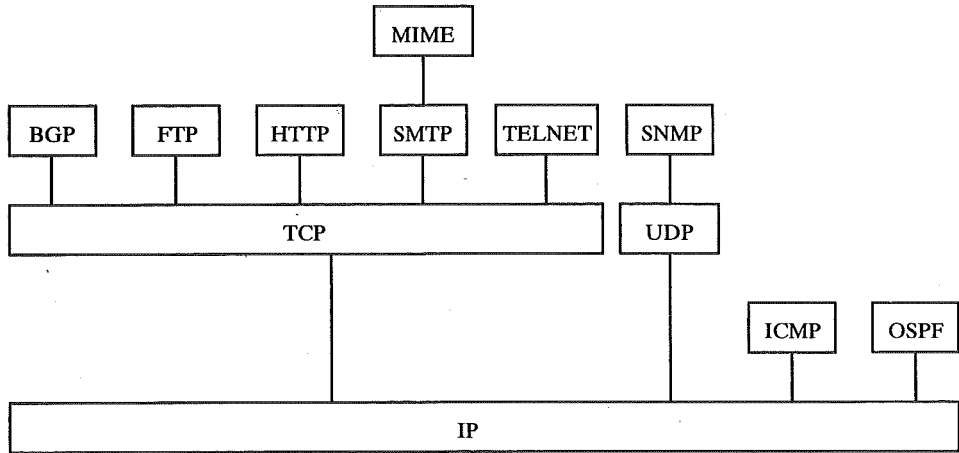 MIME
BGP FTP HTTP SMTP TELNET SNMP
TCP UDP
ICMP OSPF
IP